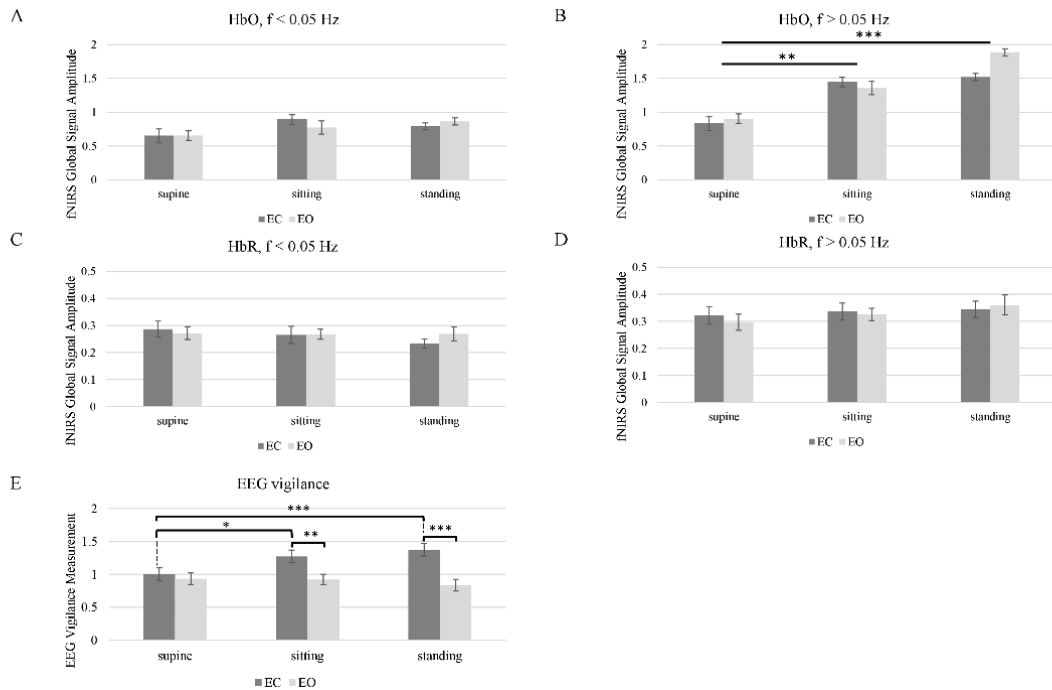 A
HbO, f < 0.05 Hz
fNIRS Global Signal Amplitude
2
1.5
1
0.5
0
supine
sitting
standing
EC EO
B
HbO, f > 0.05 Hz
fNIRS Global Signal Amplitude
2
1.5
1
0.5
0
***
**
supine
sitting
standing
EC EO
C
HbR, f < 0.05 Hz
fNIRS Global Signal Amplitude
0.5
0.4
0.3
0.2
0.1
0
supine
sitting
standing
EC EO
D
HbR, f > 0.05 Hz
fNIRS Global Signal Amplitude
0.5
0.4
0.3
0.2
0.1
0
supine
sitting
standing
EC EO
E
EEG vigilance
EEG Vigilance Measurement
2
1.5
1
0.5
0
***
*
**
***
supine
sitting
standing
EC EO